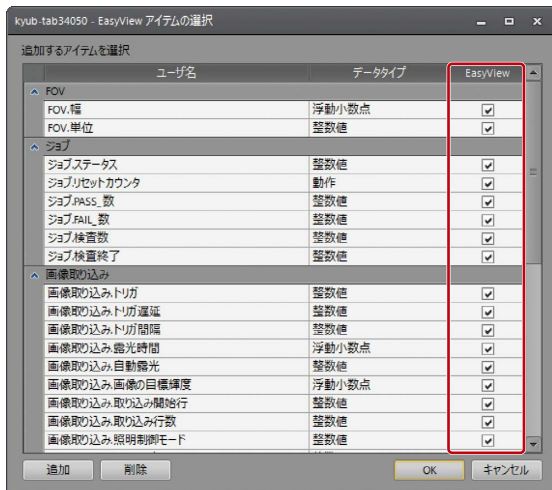 kyub-tab34050 - EasyView アイテムの選択
追加するアイテムを選択
ユーザ名 データタイプ EasyView
FOV
FOV.幅 浮動小数点
FOV.単位 整数値
ジョブ
ジョブ.ステータス 整数値
ジョブ.リセットカウンタ 動作
ジョブ.PASS_数 整数値
ジョブ.FAIL_数 整数値
ジョブ.検査数 整数値
ジョブ.検査終了 整数値
画像取り込み
画像取り込み.トリガ 整数値
画像取り込み.トリガ遅延 整数値
画像取り込み.トリガ間隔 整数値
画像取り込み.露光時間 浮動小数点
画像取り込み.自動露光 整数値
画像取り込み.画像の目標輝度 浮動小数点
画像取り込み.取り込み開始行 整数値
画像取り込み.取り込み行数 整数値
画像取り込み.照明制御モード 整数値
追加 削除 OK キャンセル